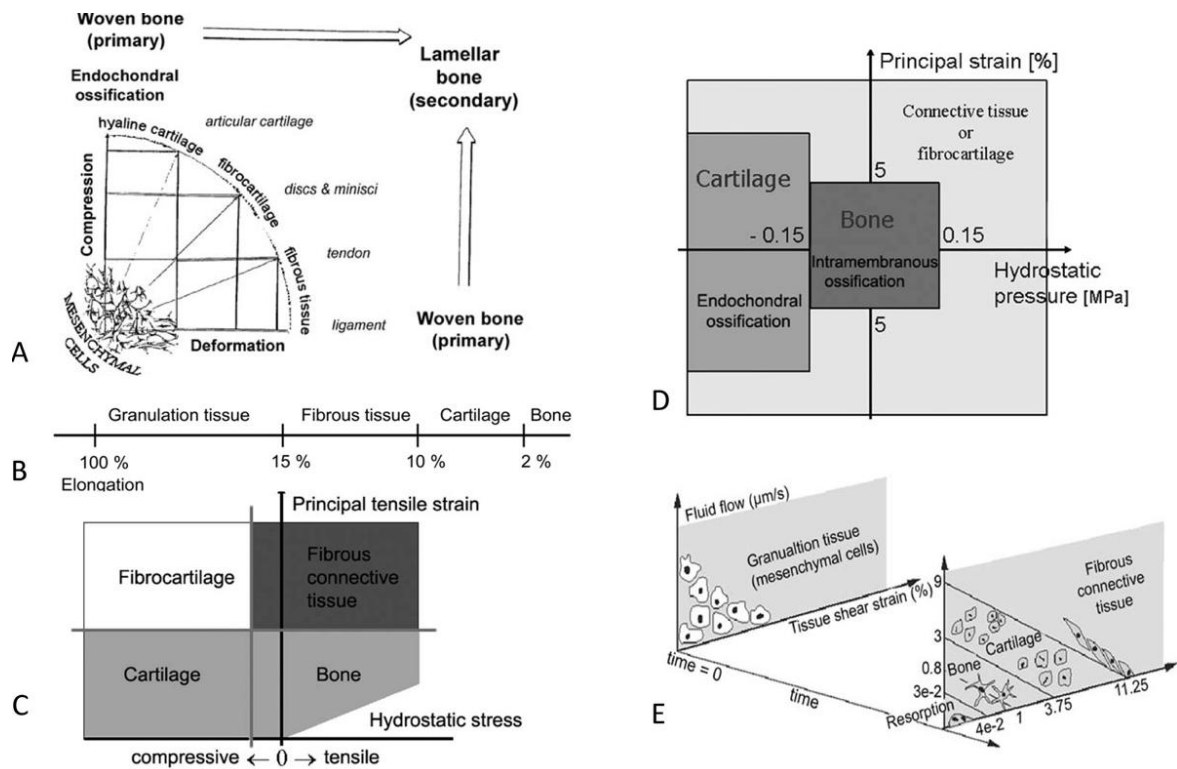 Woven bone
(primary)
Lamellar
bone
(secondary)
Endochondral
ossification
hyaline cartilage
articular cartilage
fibrocartilage
discs & minisci
Compression
tendon
fibrous tissue
MESENCHYMAL
CELLS
Deformation
ligament
Woven bone
(primary)
A
Granulation tissue
Fibrous tissue
Cartilage
Bone
100 %
15 %
10 %
2 %
Elongation
B
Principal tensile strain
Fibrocartilage
Fibrous
connective
tissue
Cartilage
Bone
Hydrostatic stress
compressive ← 0 → tensile
C
Principal strain [%]
Connective tissue
or
fibrocartilage
Cartilage
5
Bone
- 0.15
0.15
Intramembranous
ossification
Hydrostatic
pressure [MPa]
Endochondral
ossification
5
D
Fluid flow (µm/s)
Granualtion tissue
(mesenchymal cells)
Tissue shear strain (%)
time = 0
time
Fibrous
connective
tissue
9
3
0.8
3e-2
Cartilage
Bone
Resorption
4e-2
1
3.75
11.25
E